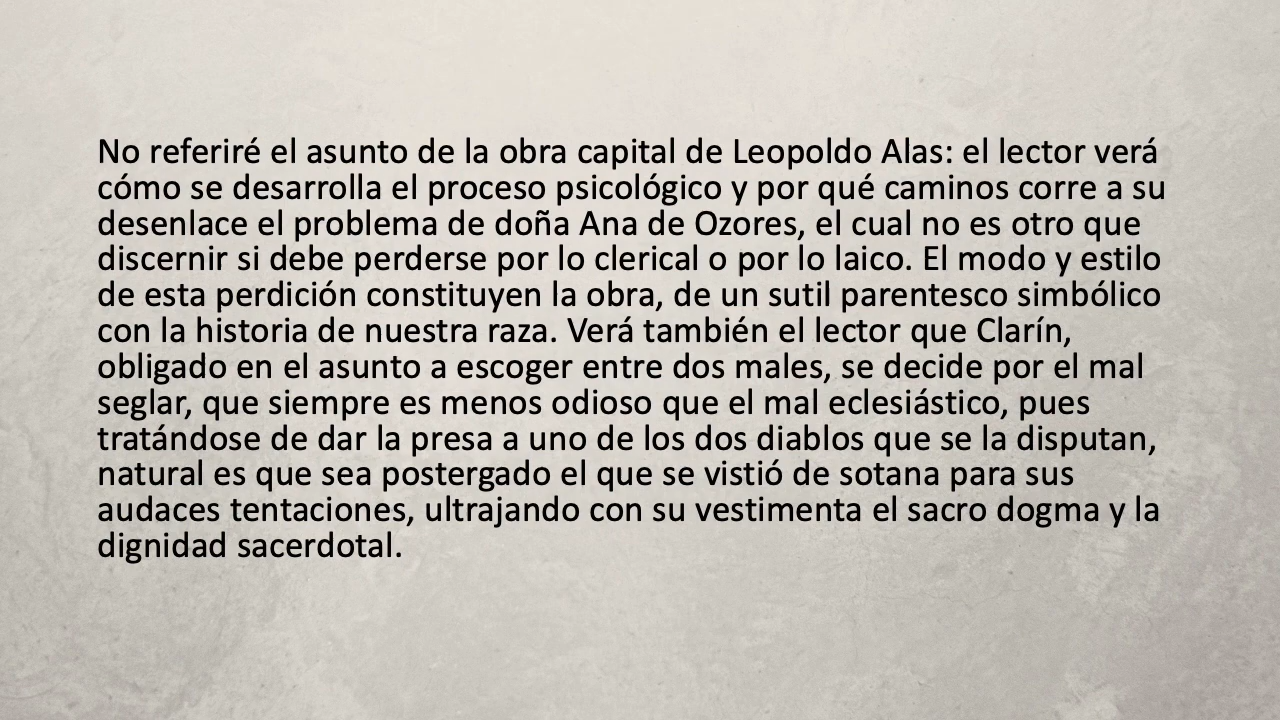 No referiré el asunto de la obra capital de Leopoldo Alas: el lector verá
cómo se desarrolla el proceso psicológico y por qué caminos corre a su
desenlace el problema de doña Ana de Ozores, el cual no es otro que
discernir si debe perderse por lo clerical o por lo laico. El modo y estilo
de esta perdición constituyen la obra, de un sutil parentesco simbólico
con la historia de nuestra raza. Verá también el lector que Clarín,
obligado en el asunto a escoger entre dos males, se decide por el mal
seglar, que siempre es menos odioso que el mal eclesiástico, pues
tratándose de dar la presa a uno de los dos diablos que se la disputan,
natural es que sea postergado el que se vistió de sotana para sus
audaces tentaciones, ultrajando con su vestimenta el sacro dogma y la
dignidad sacerdotal.